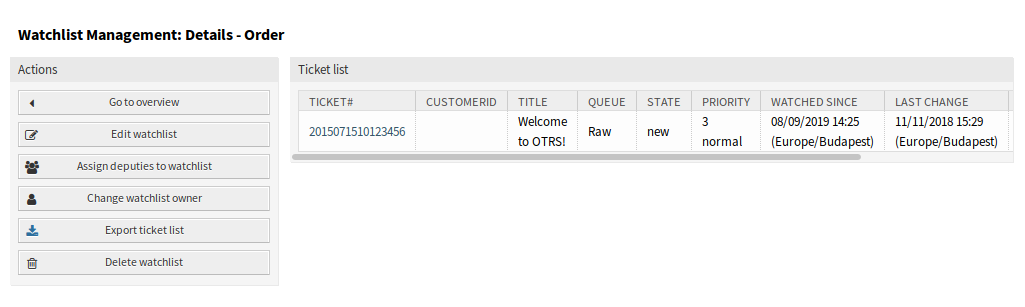 Watchlist Management: Details - Order
Actions
Go to overview
Edit watchlist
Assign deputies to watchlist
Change watchlist owner
Export ticket list
Delete watchlist
Ticket list
TICKET# CUSTOMERID TITLE QUEUE STATE PRIORITY WATCHED SINCE LAST CHANGE
2015071510123456 Welcome to OTRS! Raw new 3 normal 08/09/2019 14:25 (Europe/Budapest) 11/11/2018 15:29 (Europe/Budapest)